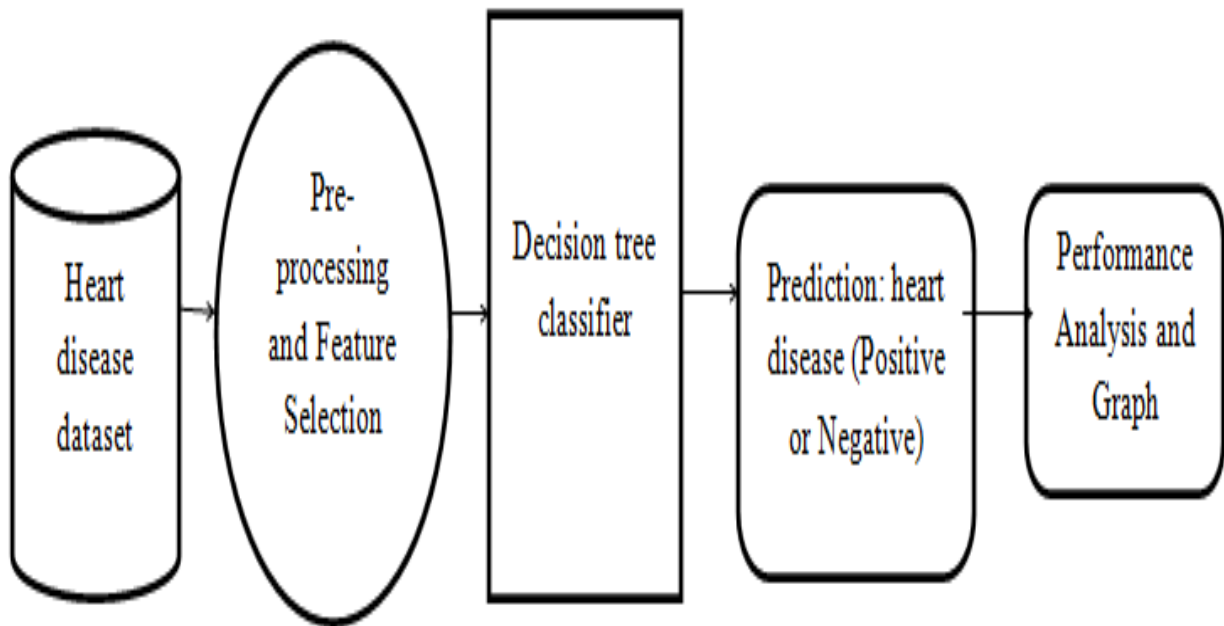 Heart
disease
dataset
Pre-
processing
and Feature
Selection
Decision tree
classifier
Prediction: heart
disease (Positive
or Negative)
Performance
Analysis and
Graph